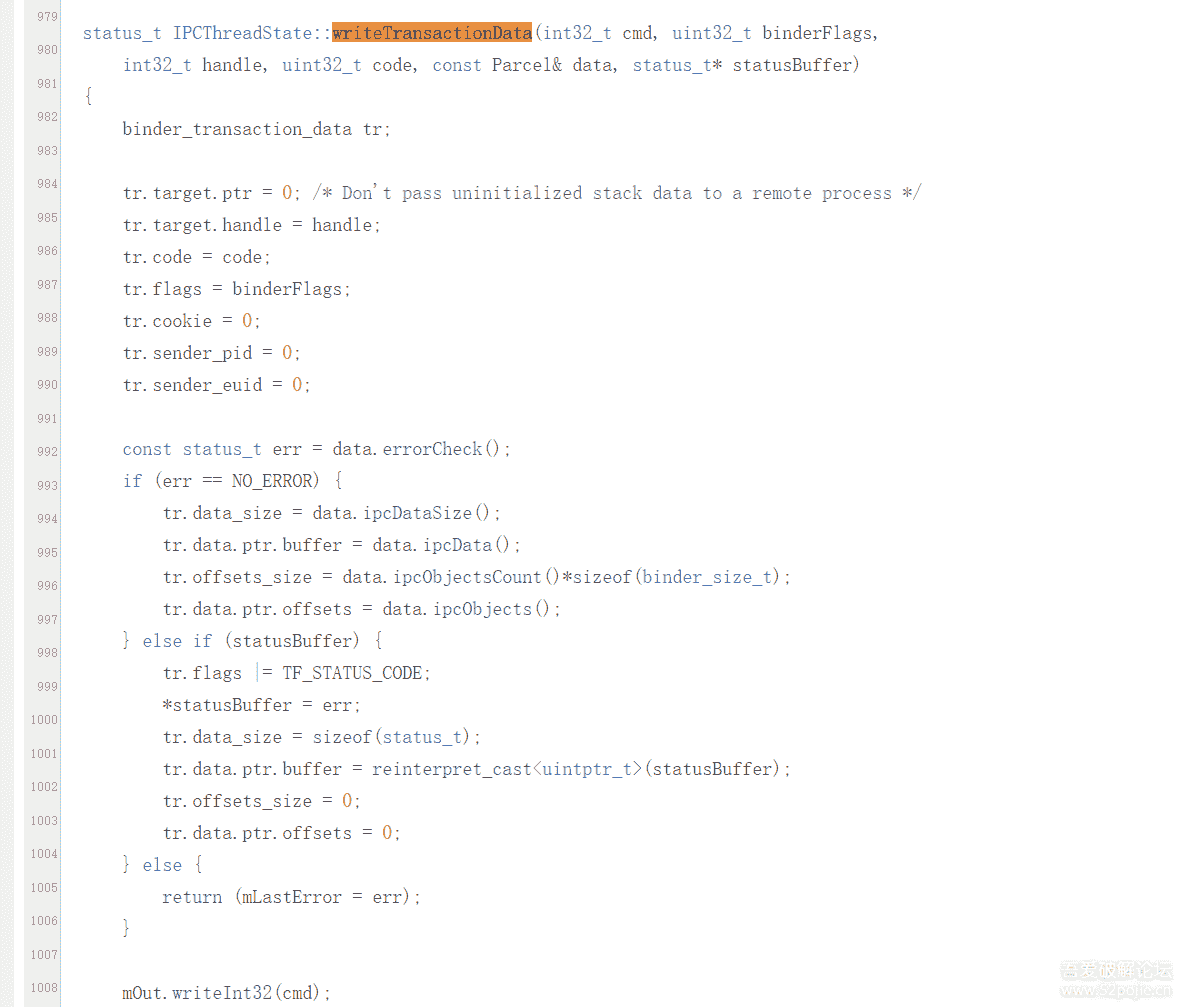 979
status_t IPCThreadState::writeTransactionData(int32_t cmd, uint32_t binderFlags,
980
int32_t handle, uint32_t code, const Parcel& data, status_t* statusBuffer)
981
{
982
binder_transaction_data tr;
983
984
tr.target.ptr = 0; /* Don't pass uninitialized stack data to a remote process */
985
tr.target.handle = handle;
986
tr.code = code;
987
tr.flags = binderFlags;
988
tr.cookie = 0;
989
tr.sender_pid = 0;
990
tr.sender_euid = 0;
991
992
const status_t err = data.errorCheck();
993
if (err == NO_ERROR) {
994
tr.data_size = data.ipcDataSize();
995
tr.data.ptr.buffer = data.ipcData();
996
tr.offsets_size = data.ipcObjectsCount()*sizeof(binder_size_t);
997
tr.data.ptr.offsets = data.ipcObjects();
998
} else if (statusBuffer) {
999
tr.flags |= TF_STATUS_CODE;
1000
*statusBuffer = err;
1001
tr.data_size = sizeof(status_t);
1002
tr.data.ptr.buffer = reinterpret_cast<uintptr_t>(statusBuffer);
1003
tr.offsets_size = 0;
1004
tr.data.ptr.offsets = 0;
1005
} else {
1006
return (mLastError = err);
1007
}
1008
mOut.writeInt32(cmd);
吾爱破解论坛
www.52pojie.cn